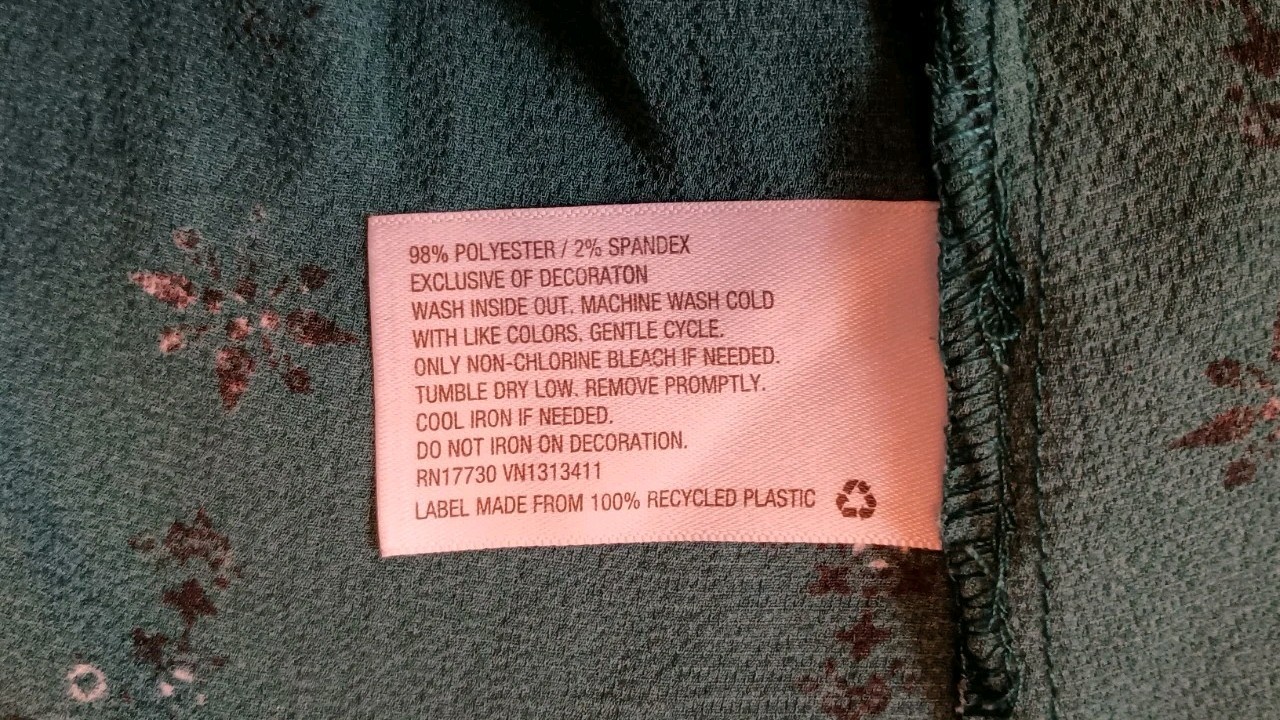 98% POLYESTER / 2% SPANDEX
EXCLUSIVE OF DECORATON
WASH INSIDE OUT. MACHINE WASH COLD
WITH LIKE COLORS. GENTLE CYCLE.
ONLY NON-CHLORINE BLEACH IF NEEDED.
TUMBLE DRY LOW. REMOVE PROMPTLY.
COOL IRON IF NEEDED.
DO NOT IRON ON DECORATION.
RN17730 VN1313411
LABEL MADE FROM 100% RECYCLED PLASTIC